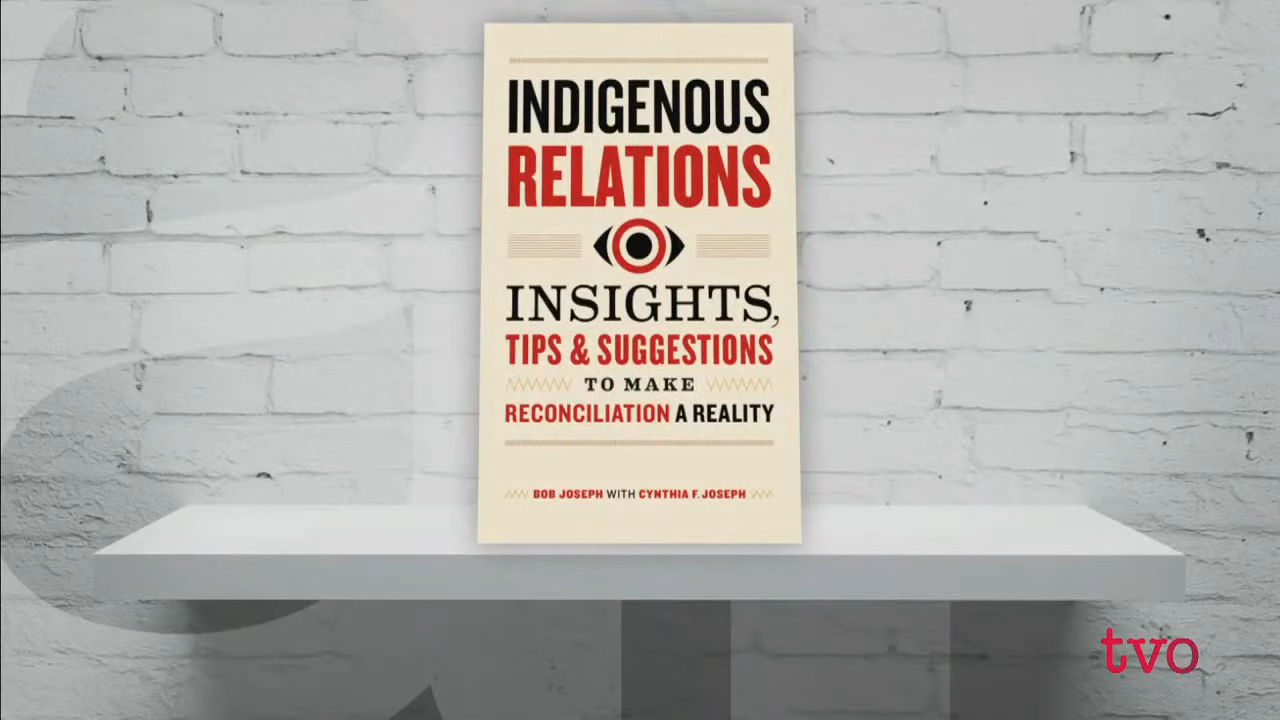 INDIGENOUS
RELATIONS
INSIGHTS,
TIPS & SUGGESTIONS
TO MAKE
RECONCILIATION A REALITY
BOB JOSEPH WITH CYNTHIA F. JOSEPH
tvo